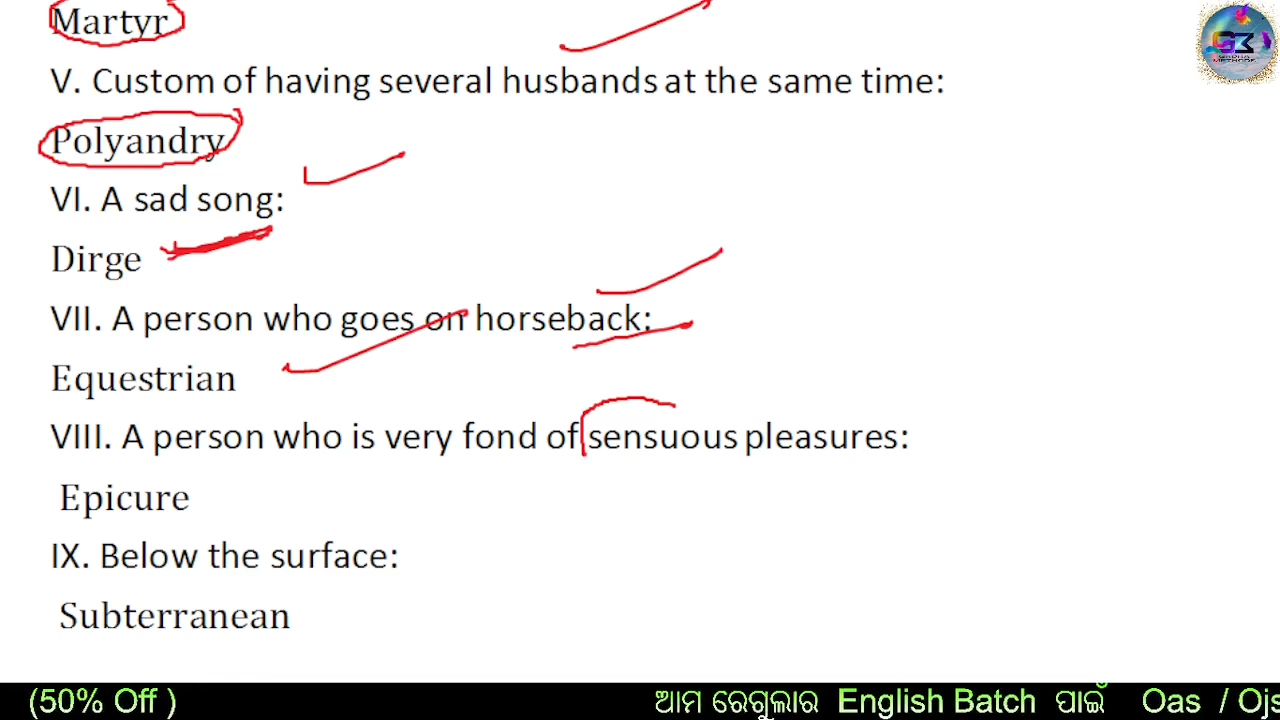 Martyr
V. Custom of having several husbands at the same time:
Polyandry
VI. A sad song:
Dirge
VII. A person who goes on horseback:
Equestrian
VIII. A person who is very fond of sensuous pleasures:
Epicure
IX. Below the surface:
Subterranean
(50% Off ) ଆମ ରେଗୁଲାର English Batch ପାଇଁ Oas / Ojs